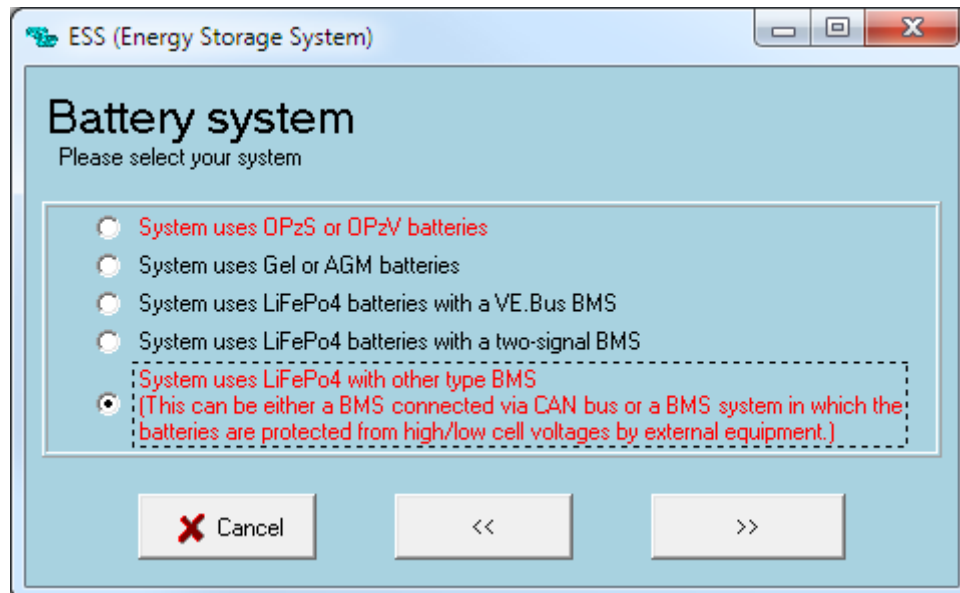 ESS (Energy Storage System)
Battery system
Please select your system
System uses OPzS or OPzV batteries
System uses Gel or AGM batteries
System uses LiFePo4 batteries with a VE.Bus BMS
System uses LiFePo4 batteries with a two-signal BMS
System uses LiFePo4 with other type BMS
(This can be either a BMS connected via CAN bus or a BMS system in which the
batteries are protected from high/low cell voltages by external equipment.)
Cancel
<<
>>